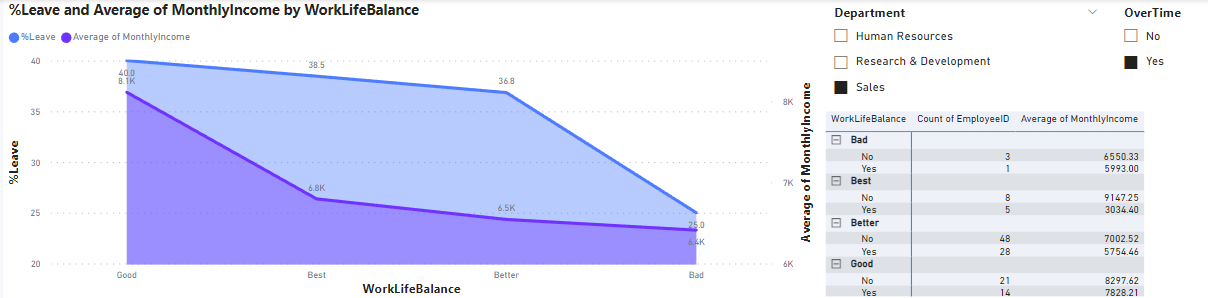 %Leave and Average of MonthlyIncome by WorkLifeBalance
%Leave Average of MonthlyIncome
40
35
30
25
20
%Leave
40.0
8.1K
38.5
6.8K
36.8
6.5K
25.0
6.4K
8K
7K
6K
Average of MonthlyIncome
Good Best Better Bad
WorkLifeBalance
Department
Human Resources
Research & Development
Sales
OverTime
No
Yes
WorkLifeBalance Count of EmployeeID Average of MonthlyIncome
Bad
No 3 6550.33
Yes 1 5993.00
Best
No 8 9147.25
Yes 5 3034.40
Better
No 48 7002.52
Yes 28 5754.46
Good
No 21 8297.62
Yes 14 7828.21